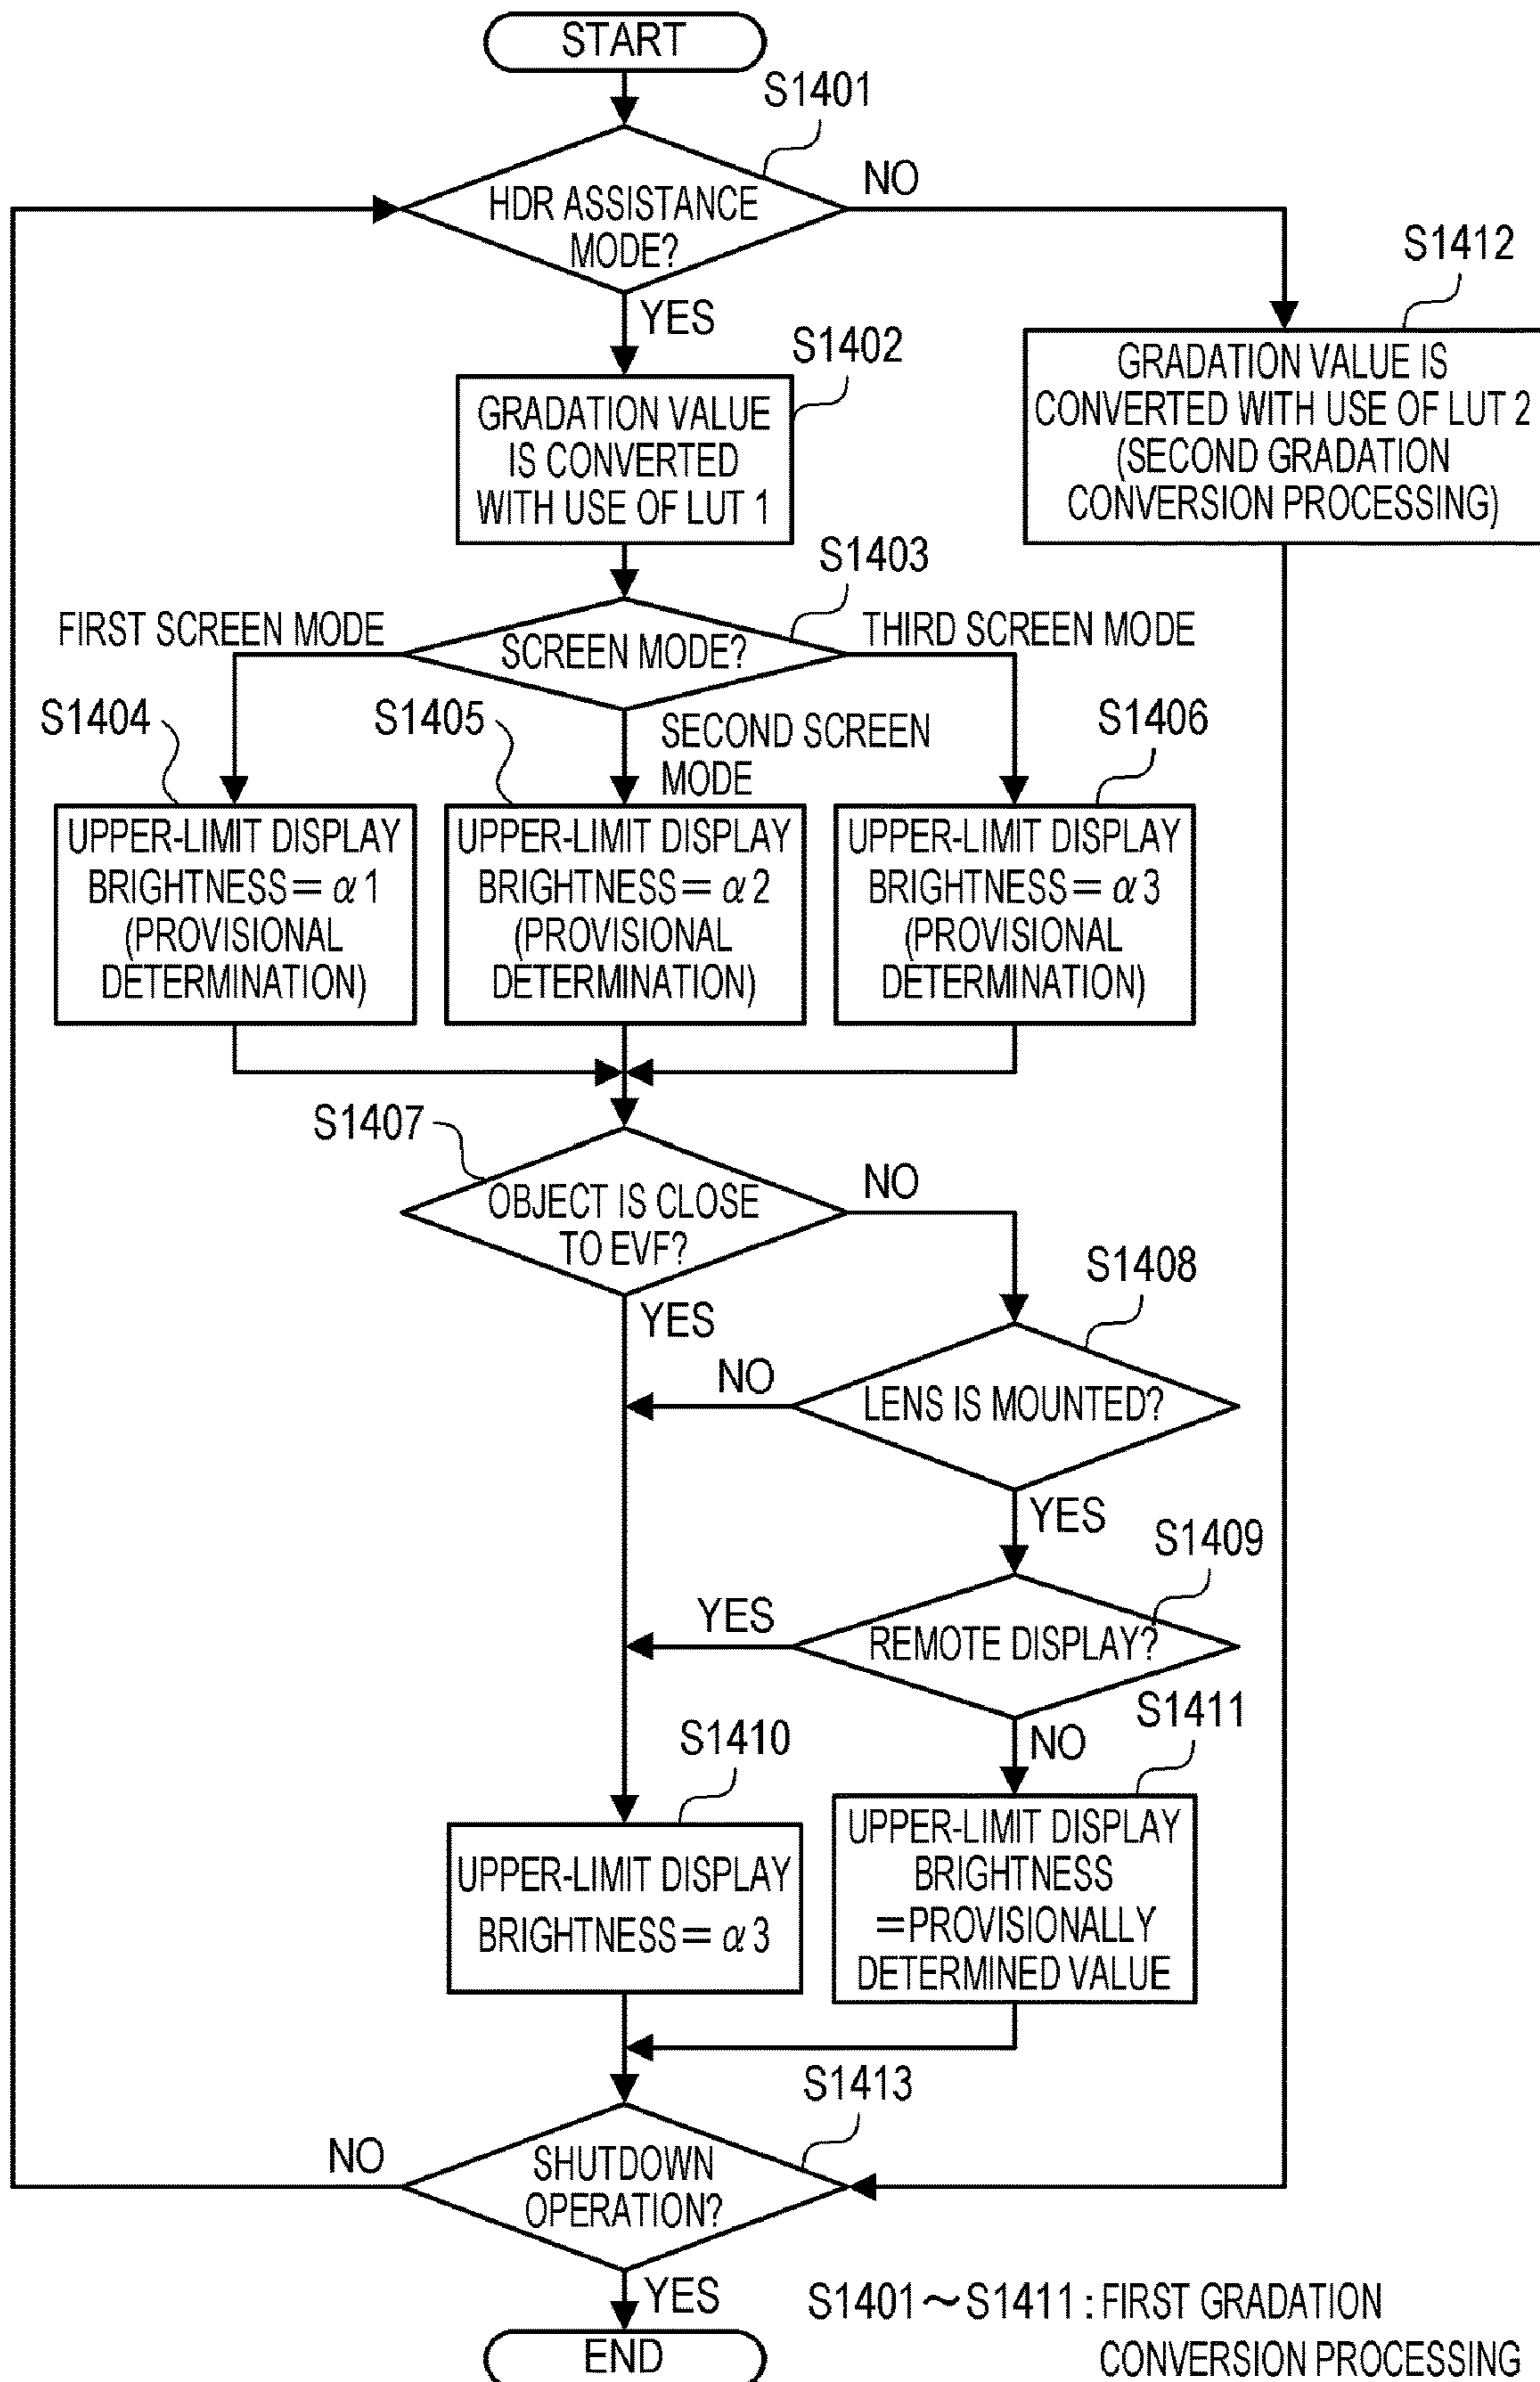 START
S1401
HDR ASSISTANCE
MODE?
NO
YES
S1402
GRADATION VALUE
IS CONVERTED
WITH USE OF LUT 1
S1412
GRADATION VALUE IS
CONVERTED WITH USE OF LUT 2
(SECOND GRADATION
CONVERSION PROCESSING)
S1403
FIRST SCREEN MODE
SCREEN MODE?
THIRD SCREEN MODE
SECOND SCREEN
MODE
S1404
UPPER-LIMIT DISPLAY
BRIGHTNESS=α1
(PROVISIONAL
DETERMINATION)
S1405
UPPER-LIMIT DISPLAY
BRIGHTNESS=α2
(PROVISIONAL
DETERMINATION)
S1406
UPPER-LIMIT DISPLAY
BRIGHTNESS=α3
(PROVISIONAL
DETERMINATION)
S1407
OBJECT IS CLOSE
TO EVF?
NO
YES
S1408
LENS IS MOUNTED?
NO
YES
S1409
REMOTE DISPLAY?
YES
NO
S1410
UPPER-LIMIT DISPLAY
BRIGHTNESS=α3
S1411
UPPER-LIMIT DISPLAY
BRIGHTNESS
=PROVISIONALLY
DETERMINED VALUE
S1413
SHUTDOWN
OPERATION?
NO
YES
END
S1401~S1411: FIRST GRADATION
CONVERSION PROCESSING